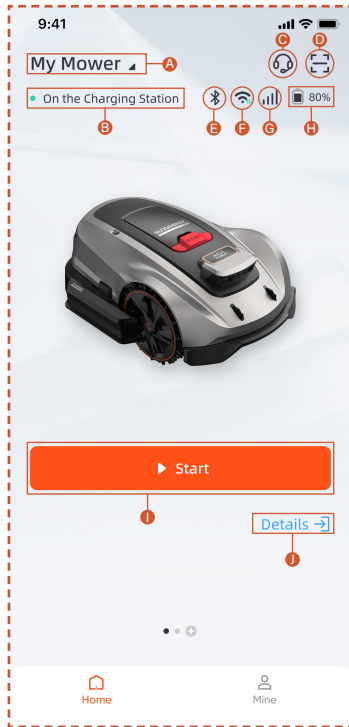 9:41
My Mower
A
C
D
On the Charging Station
80%
B
E
F
G
H
Start
I
Details
J
Home
Mine